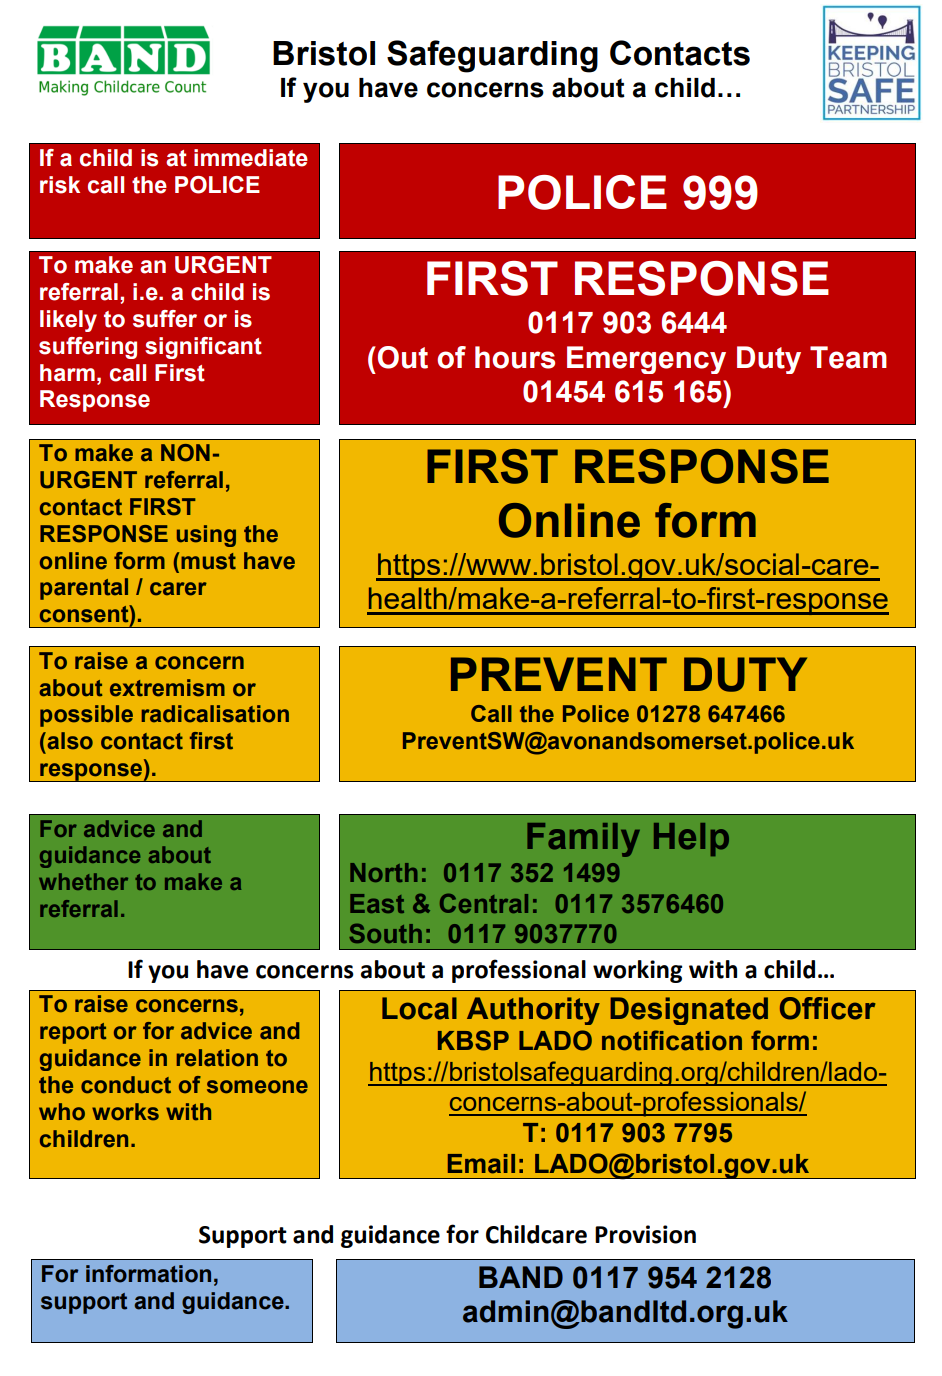 BAND
Making Childcare Count
Bristol Safeguarding Contacts
If you have concerns about a child…
KEEPING
BRISTOL
SAFE
PARTNERSHIP
If a child is at immediate
risk call the POLICE
POLICE 999
To make an URGENT
referral, i.e. a child is
likely to suffer or is
suffering significant
harm, call First
Response
FIRST RESPONSE
0117 903 6444
(Out of hours Emergency Duty Team
01454 615 165)
To make a NON-
URGENT referral,
contact FIRST
RESPONSE using the
online form (must have
parental / carer
consent).
FIRST RESPONSE
Online form
https://www.bristol.gov.uk/social-care-
health/make-a-referral-to-first-response
To raise a concern
about extremism or
possible radicalisation
(also contact first
response).
PREVENT DUTY
Call the Police 01278 647466
PreventSW@avonandsomerset.police.uk
For advice and
guidance about
whether to make a
referral.
Family Help
North:  0117 352 1499
East & Central:  0117 3576460
South:  0117 9037770
If you have concerns about a professional working with a child…
To raise concerns,
report or for advice and
guidance in relation to
the conduct of someone
who works with
children.
Local Authority Designated Officer
KBSP LADO notification form:
https://bristolsafeguarding.org/children/lado-
concerns-about-professionals/
T: 0117 903 7795
Email: LADO@bristol.gov.uk
Support and guidance for Childcare Provision
For information,
support and guidance.
BAND 0117 954 2128
admin@bandltd.org.uk